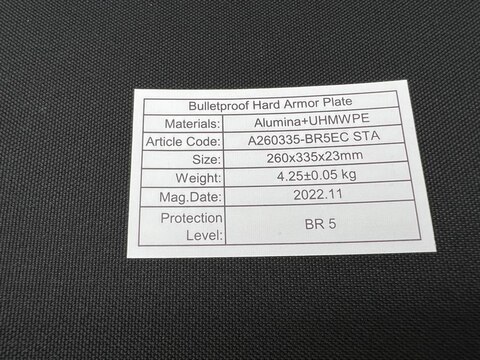 Bulletproof Hard Armor Plate
Materials: Alumina+UHMWPE
Article Code: A260335-BR5EC STA
Size: 260x335x23mm
Weight: 4.25±0.05 kg
Mag.Date: 2022.11
Protection
Level: BR 5